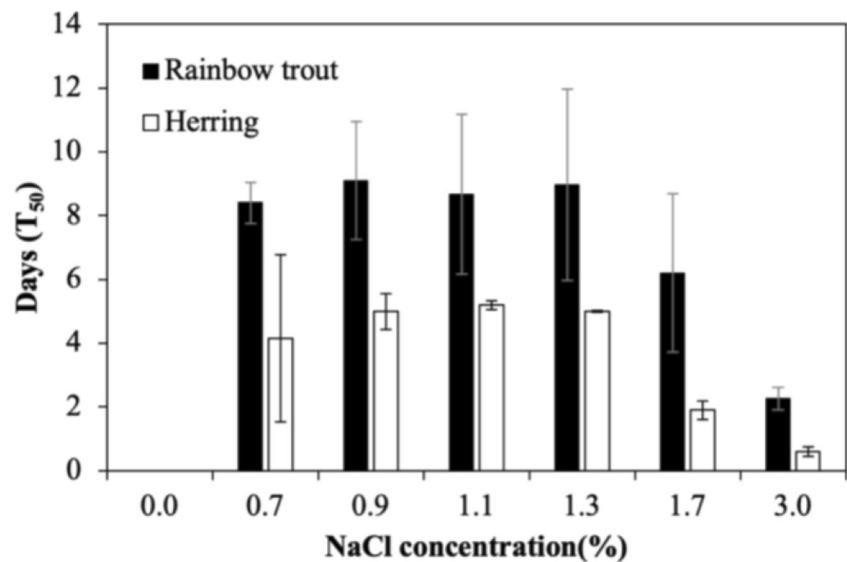 14
12
10
8
6
4
2
0
Days (T50)
Rainbow trout
Herring
0.0 0.7 0.9 1.1 1.3 1.7 3.0
NaCl concentration(%)